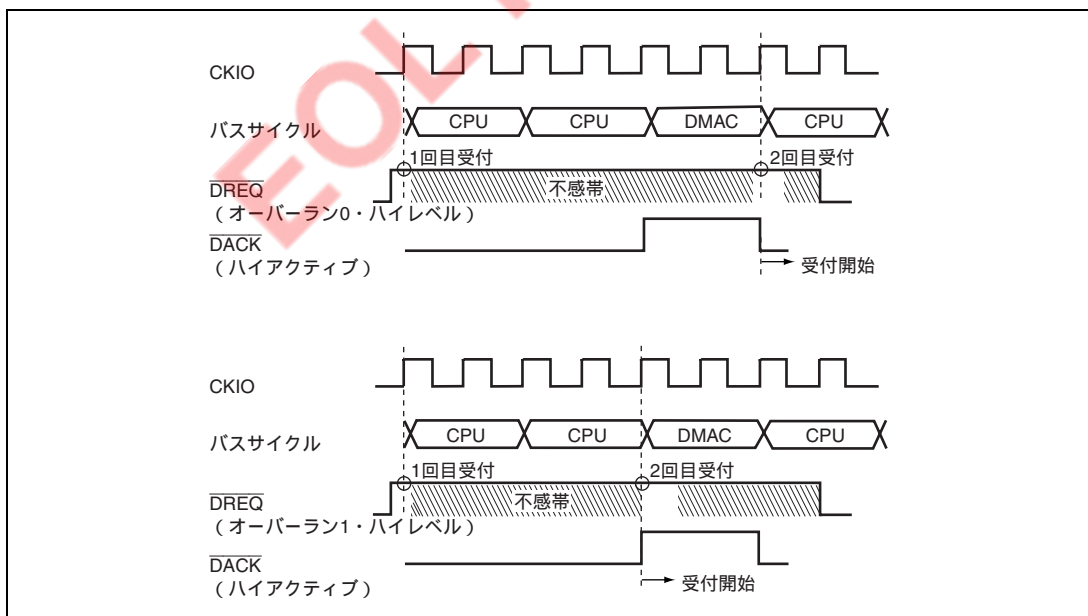 EOL
CKIO
バスサイクル
CPU CPU DMAC CPU
1回目受付 2回目受付
DREQ
不感帯
（オーバーラン0・ハイレベル）
DACK
（ハイアクティブ）
受付開始
CKIO
バスサイクル
CPU CPU DMAC CPU
1回目受付 2回目受付
DREQ
不感帯
（オーバーラン1・ハイレベル）
DACK
（ハイアクティブ）
受付開始